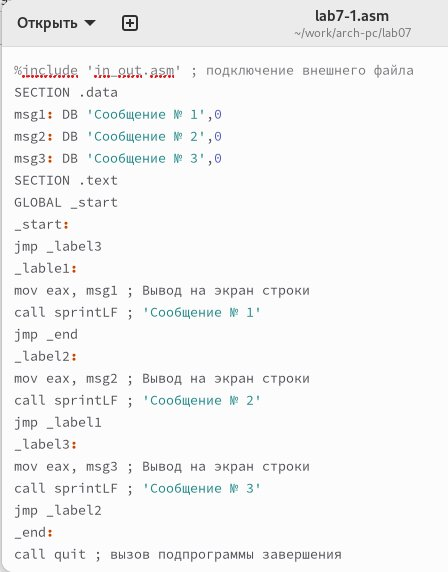 Открыть
lab7-1.asm
~/work/arch-pc/lab07
%include 'in_out.asm' ; подключение внешнего файла
SECTION .data
msg1: DB 'Сообщение № 1',0
msg2: DB 'Сообщение № 2',0
msg3: DB 'Сообщение № 3',0
SECTION .text
GLOBAL _start
_start:
jmp _label3
_lable1:
mov eax, msg1 ; Вывод на экран строки
call sprintLF ; 'Сообщение № 1'
jmp _end
_label2:
mov eax, msg2 ; Вывод на экран строки
call sprintLF ; 'Сообщение № 2'
jmp _label1
_label3:
mov eax, msg3 ; Вывод на экран строки
call sprintLF ; 'Сообщение № 3'
jmp _label2
_end:
call quit ; вызов подпрограммы завершения